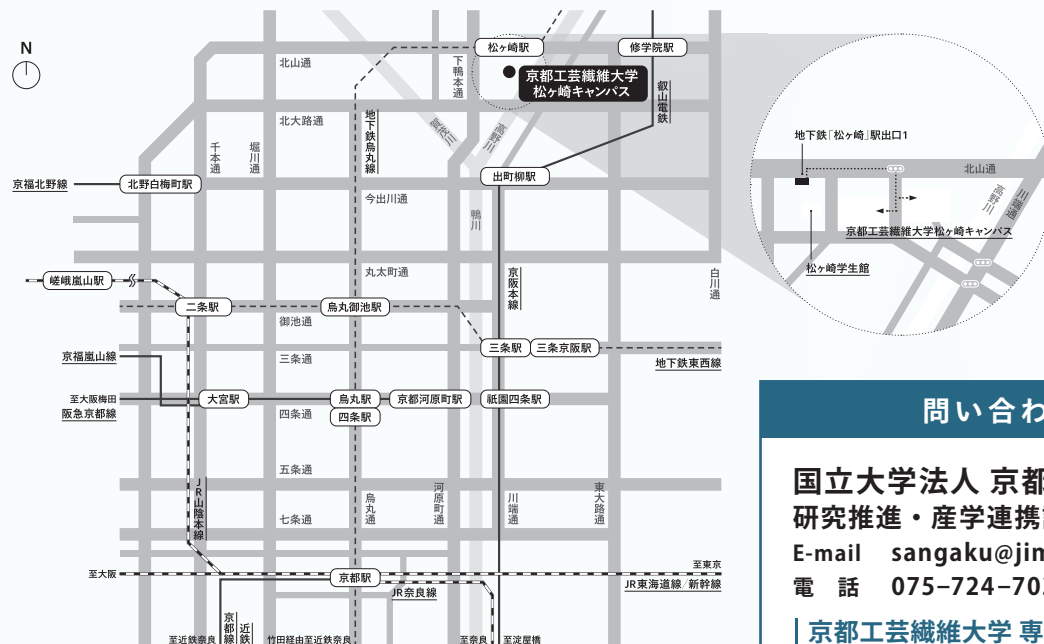 N
松ヶ崎駅
修学院駅
京都工芸繊維大学
松ヶ崎キャンパス
北山通
下鴨本通
叡山電鉄
北大路通
地下鉄烏丸線
賀茂川
高野川
千本通
堀川通
京福北野線
北野白梅町駅
出町柳駅
今出川通
鴨川
丸太町通
京阪本線
白川通
嵯峨嵐山駅
二条駅
烏丸御池駅
御池通
三条駅
三条京阪駅
京福嵐山線
三条通
地下鉄東西線
至大阪梅田
阪急京都線
大宮駅
烏丸駅
京都河原町駅
祇園四条駅
四条駅
四条通
五条通
JR山陰本線
烏丸通
河原町通
川端通
東大路通
七条通
至大阪
京都駅
至東京
JR奈良線
JR東海道線/新幹線
京都線
近鉄
至近鉄奈良
竹田経由至近鉄奈良
至奈良
至淀屋橋
地下鉄「松ヶ崎」駅出口1
北山通
高野川
川端通
京都工芸繊維大学松ヶ崎キャンパス
松ヶ崎学生館
問い合わ
国立大学法人 京都
研究推進・産学連携
E-mail sangaku@jim
電 話 075−724−70
京都工芸繊維大学 専